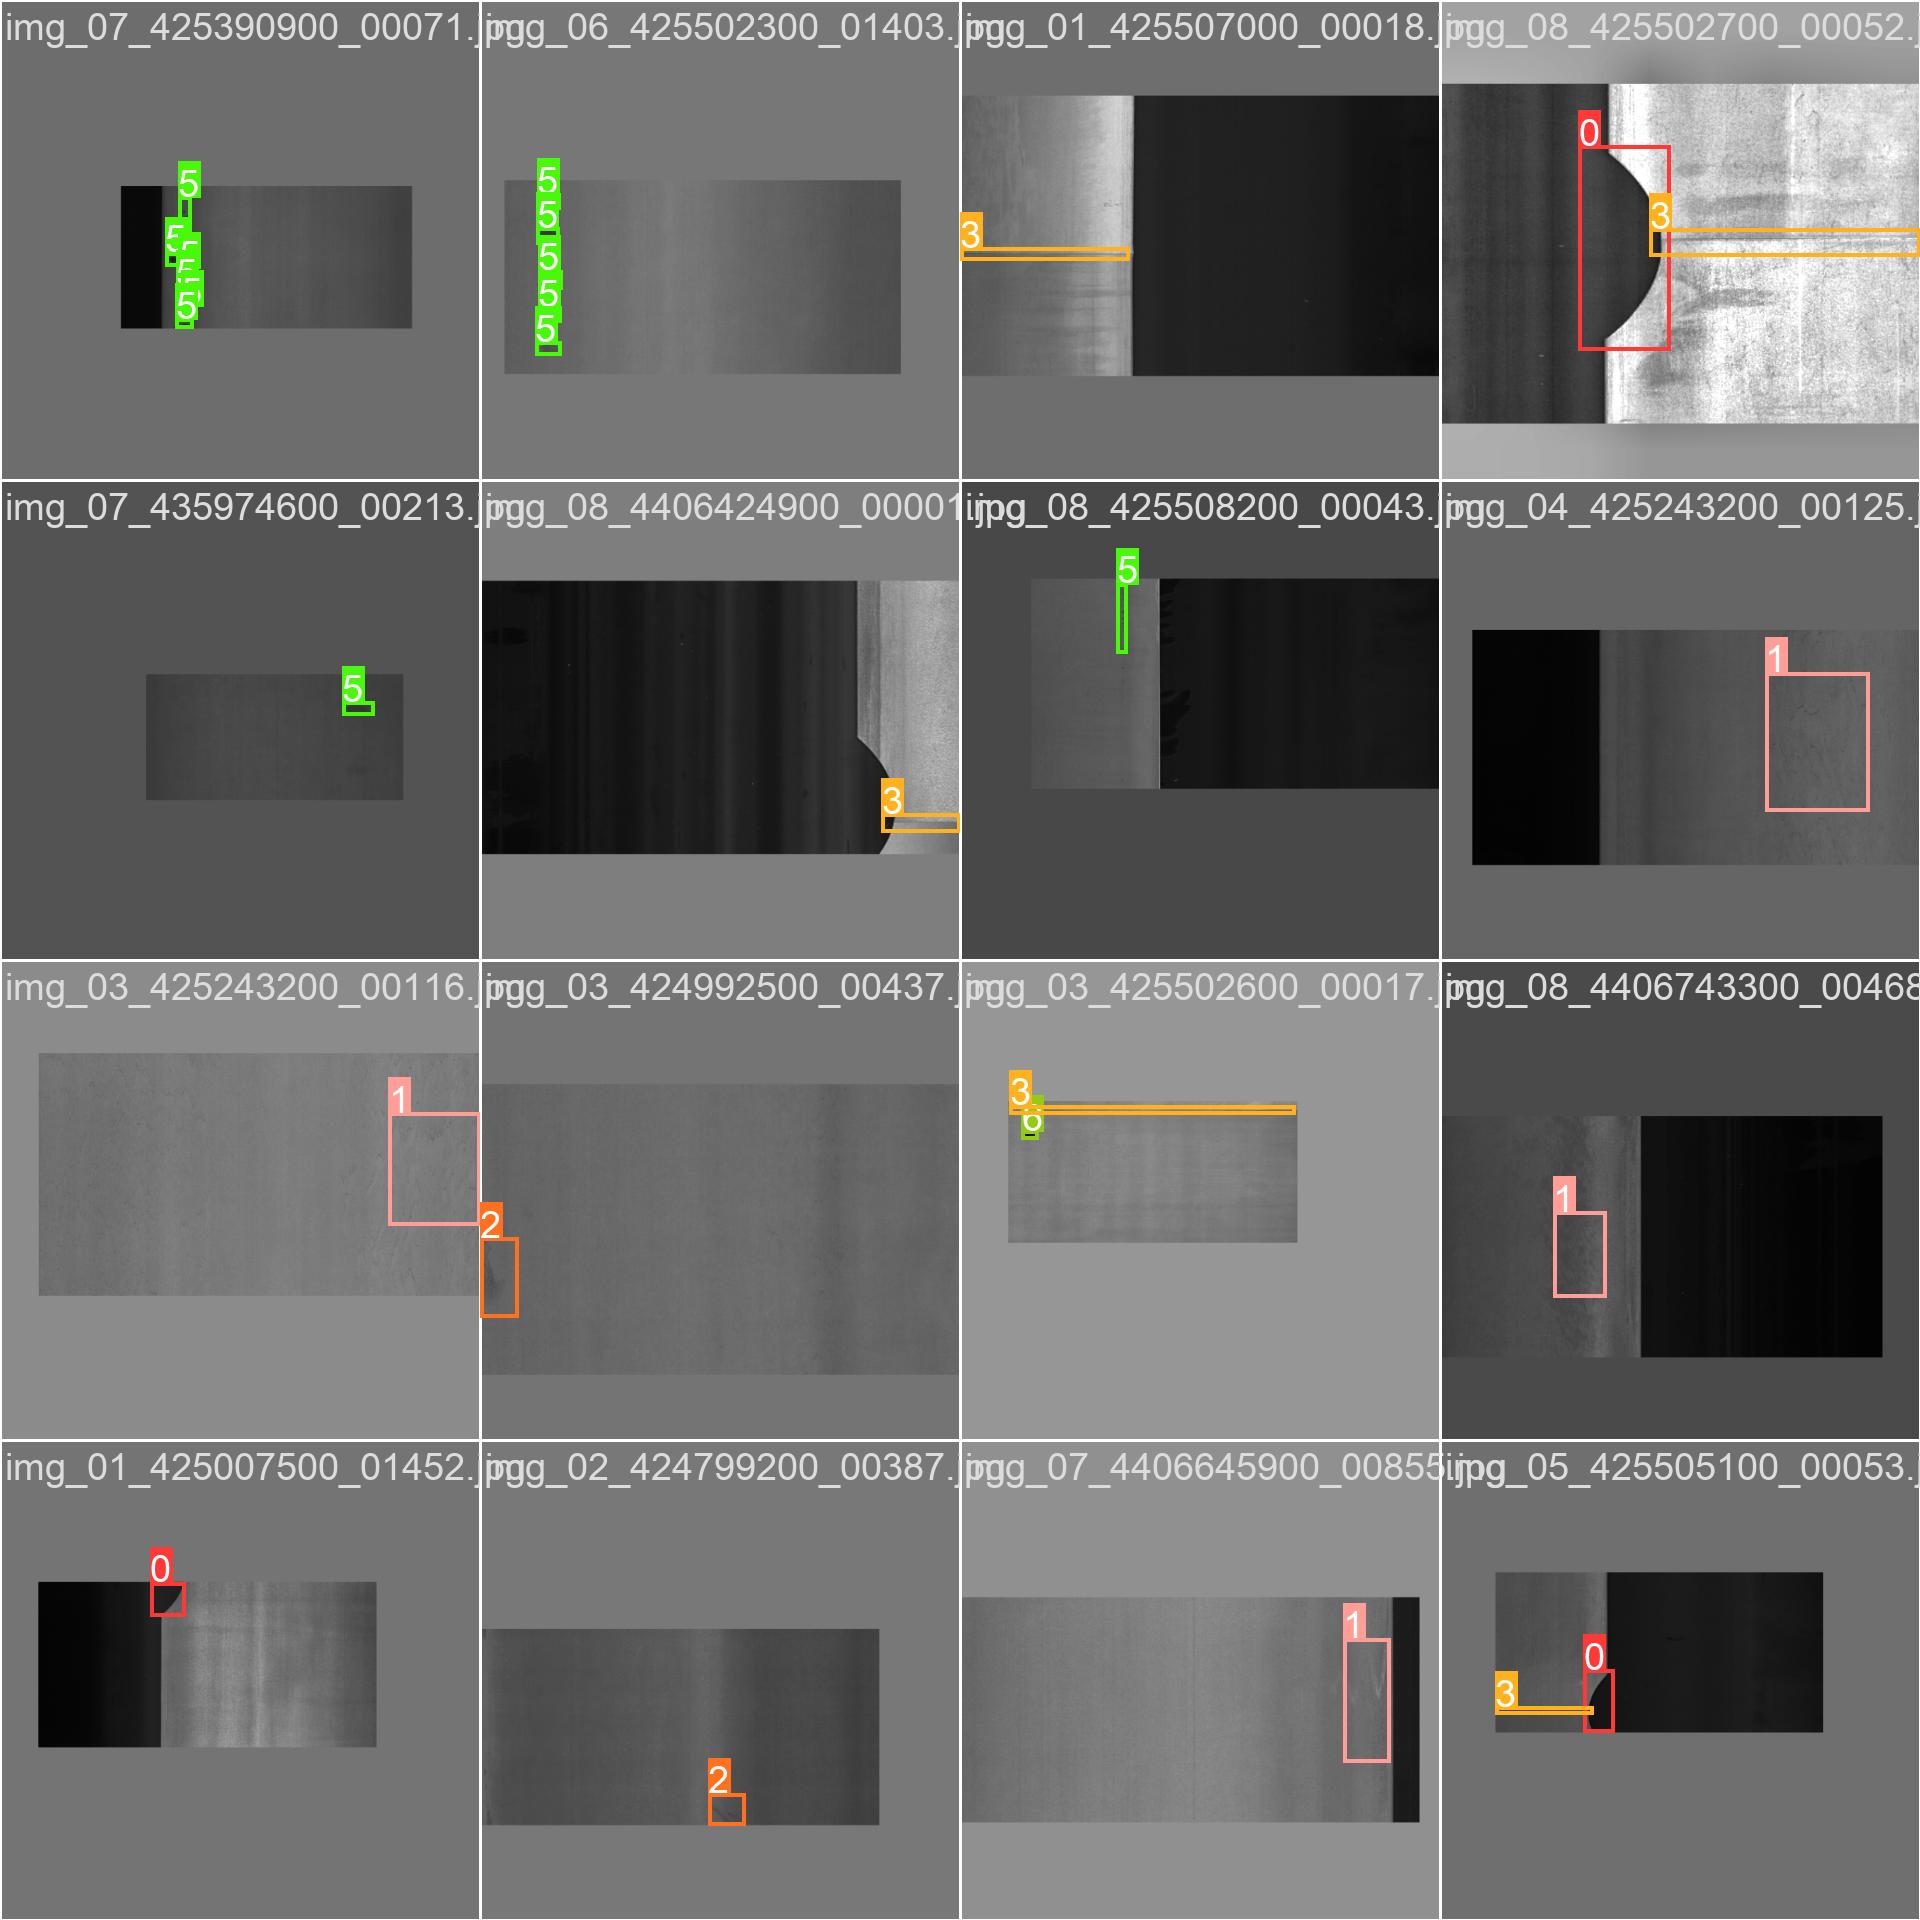 img_07_425390900_00071.jpg
img_06_425502300_01403.jpg
img_01_425507000_00018.jpg
img_08_425502700_00052.j
5
5
5
5
5
5
5
5
5
5
3
0
3
img_07_435974600_00213.jpg
img_08_4406424900_00001.jpg
img_08_425508200_00043.jpg
img_04_425243200_00125.j
5
3
5
1
img_03_425243200_00116.jpg
img_03_424992500_00437.jpg
img_03_425502600_00017.jpg
img_08_4406743300_00468
1
2
3
6
1
img_01_425007500_01452.jpg
img_02_424799200_00387.jpg
img_07_4406645900_00855.jpg
img_05_425505100_00053.j
0
2
1
3
0